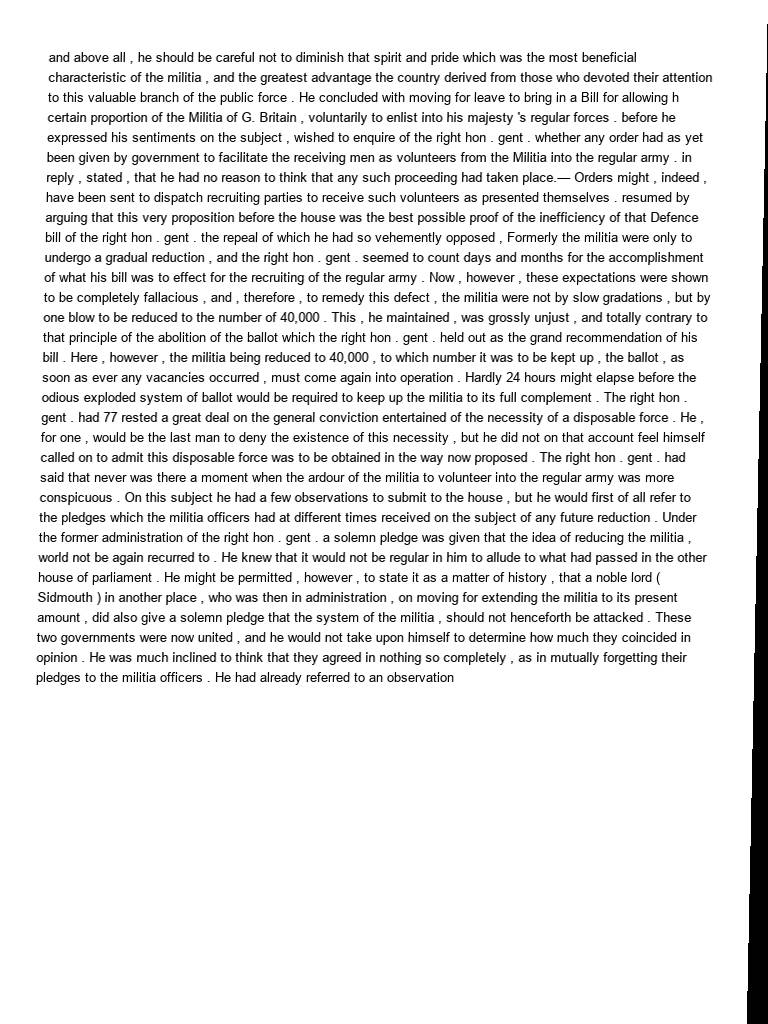 and above all , he should be careful not to diminish that spirit and pride which was the most beneficial
characteristic of the militia , and the greatest advantage the country derived from those who devoted their attention
to this valuable branch of the public force . He concluded with moving for leave to bring in a Bill for allowing h
certain proportion of the Militia of G. Britain , voluntarily to enlist into his majesty 's regular forces . before he
expressed his sentiments on the subject , wished to enquire of the right hon . gent . whether any order had as yet
been given by government to facilitate the receiving men as volunteers from the Militia into the regular army . in
reply , stated , that he had no reason to think that any such proceeding had taken place.— Orders might , indeed ,
have been sent to dispatch recruiting parties to receive such volunteers as presented themselves . resumed by
arguing that this very proposition before the house was the best possible proof of the inefficiency of that Defence
bill of the right hon . gent . the repeal of which he had so vehemently opposed , Formerly the militia were only to
undergo a gradual reduction , and the right hon . gent . seemed to count days and months for the accomplishment
of what his bill was to effect for the recruiting of the regular army . Now , however , these expectations were shown
to be completely fallacious , and , therefore , to remedy this defect , the militia were not by slow gradations , but by
one blow to be reduced to the number of 40,000 . This , he maintained , was grossly unjust , and totally contrary to
that principle of the abolition of the ballot which the right hon . gent . held out as the grand recommendation of his
bill . Here , however , the militia being reduced to 40,000 , to which number it was to be kept up , the ballot , as
soon as ever any vacancies occurred , must come again into operation . Hardly 24 hours might elapse before the
odious exploded system of ballot would be required to keep up the militia to its full complement . The right hon .
gent . had 77 rested a great deal on the general conviction entertained of the necessity of a disposable force . He ,
for one , would be the last man to deny the existence of this necessity , but he did not on that account feel himself
called on to admit this disposable force was to be obtained in the way now proposed . The right hon . gent . had
said that never was there a moment when the ardour of the militia to volunteer into the regular army was more
conspicuous . On this subject he had a few observations to submit to the house , but he would first of all refer to
the pledges which the militia officers had at different times received on the subject of any future reduction . Under
the former administration of the right hon . gent . a solemn pledge was given that the idea of reducing the militia ,
world not be again recurred to . He knew that it would not be regular in him to allude to what had passed in the other
house of parliament . He might be permitted , however , to state it as a matter of history , that a noble lord (
Sidmouth ) in another place , who was then in administration , on moving for extending the militia to its present
amount , did also give a solemn pledge that the system of the militia , should not henceforth be attacked . These
two governments were now united , and he would not take upon himself to determine how much they coincided in
opinion . He was much inclined to think that they agreed in nothing so completely , as in mutually forgetting their
pledges to the militia officers . He had already referred to an observation